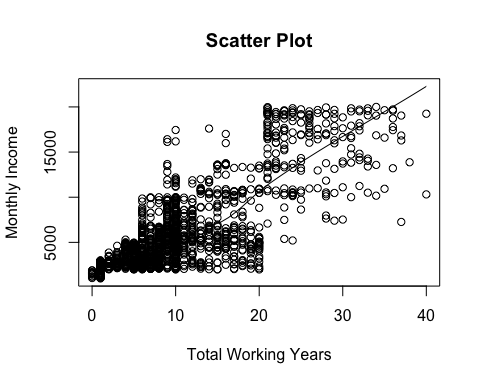 Scatter Plot
Monthly Income
15000
5000
0 10 20 30 40
Total Working Years